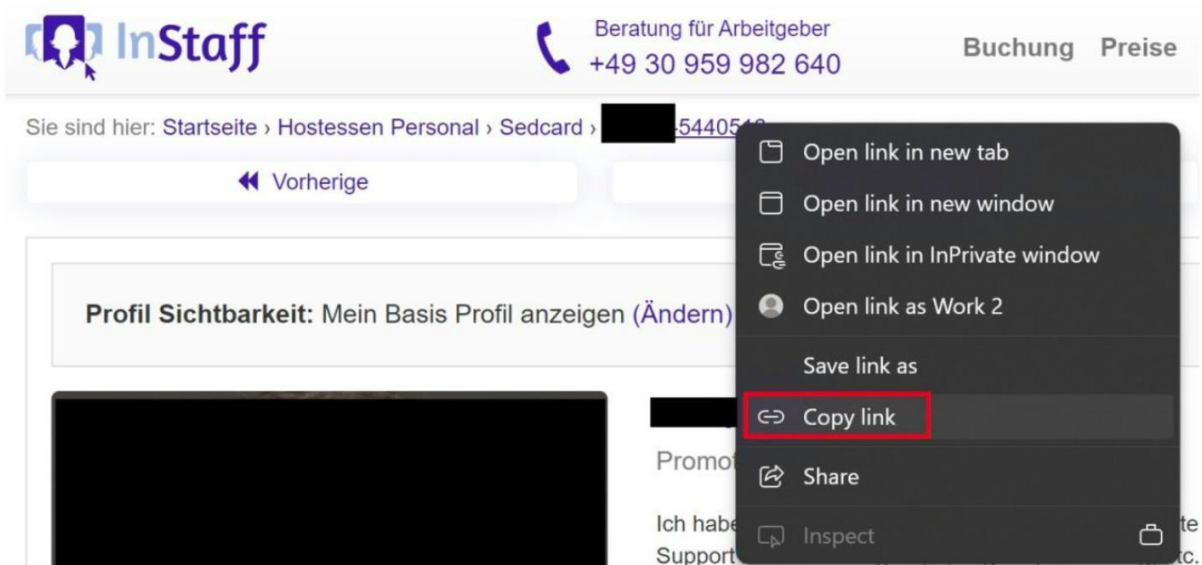 InStaff
Beratung für Arbeitgeber
+49 30 959 982 640
Buchung Preise
Sie sind hier: Startseite › Hostessen Personal › Sedcard › -5440
Vorherige
Profil Sichtbarkeit: Mein Basis Profil anzeigen (Ändern)
Open link in new tab
Open link in new window
Open link in InPrivate window
Open link as Work 2
Save link as
Copy link
Share
Inspect
Ich habe
Support